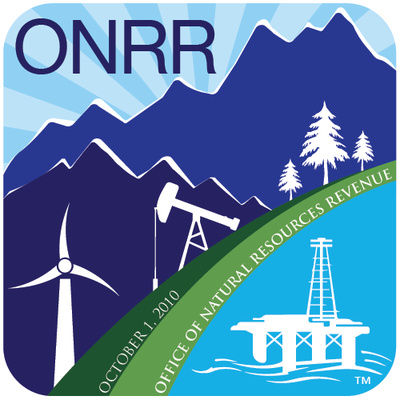 ONRR
OCTOBER 1, 2010
OFFICE OF NATURAL RESOURCES REVENUE
TM